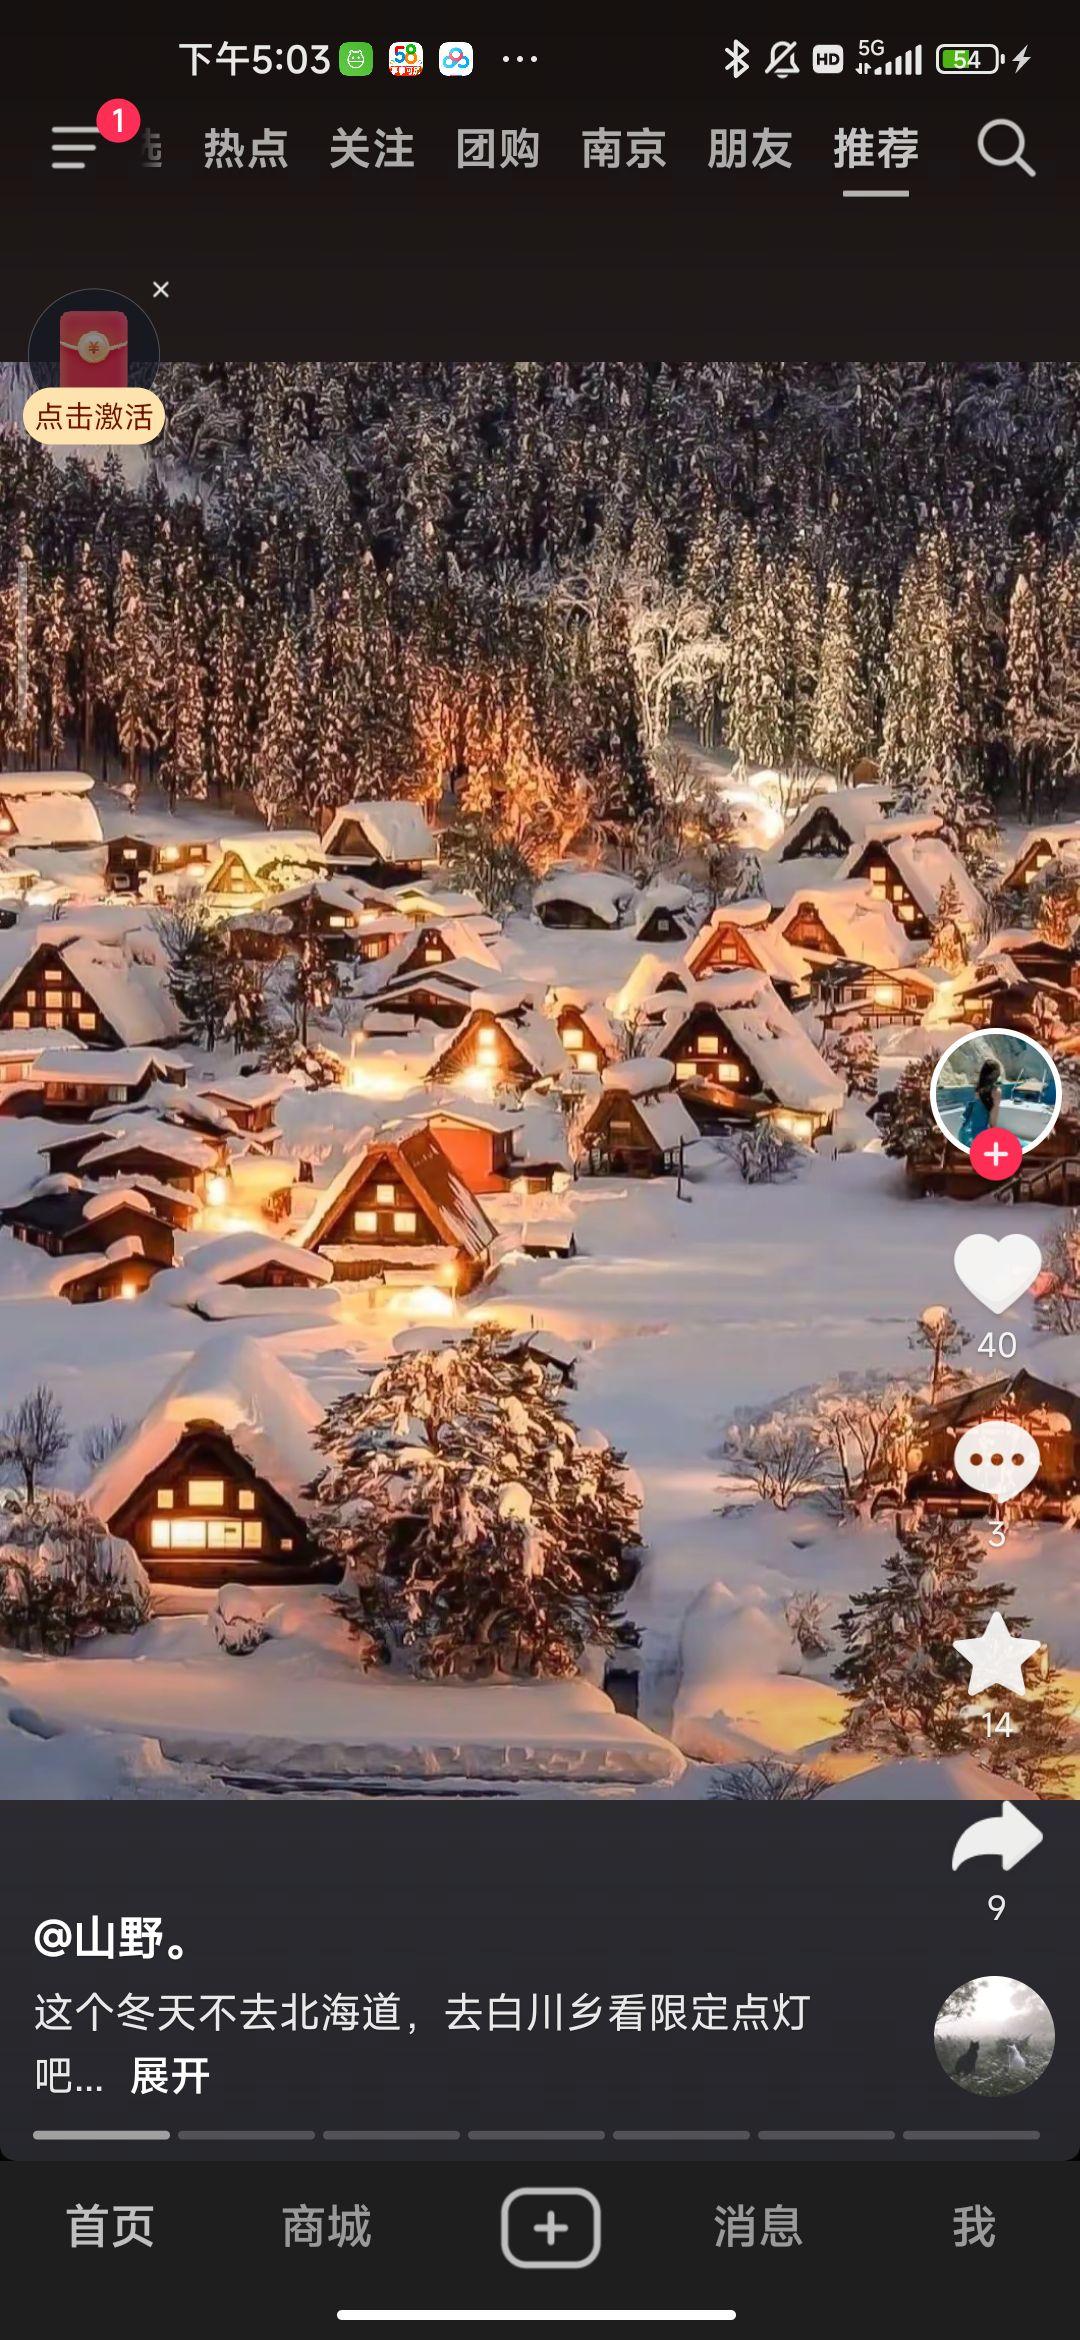 下午5:03
58
HD
5G
54
1
选 热点 关注 团购 南京 朋友 推荐
点击激活
40
3
14
9
@山野。
这个冬天不去北海道，去白川乡看限定点灯
吧... 展开
首页 商城 消息 我